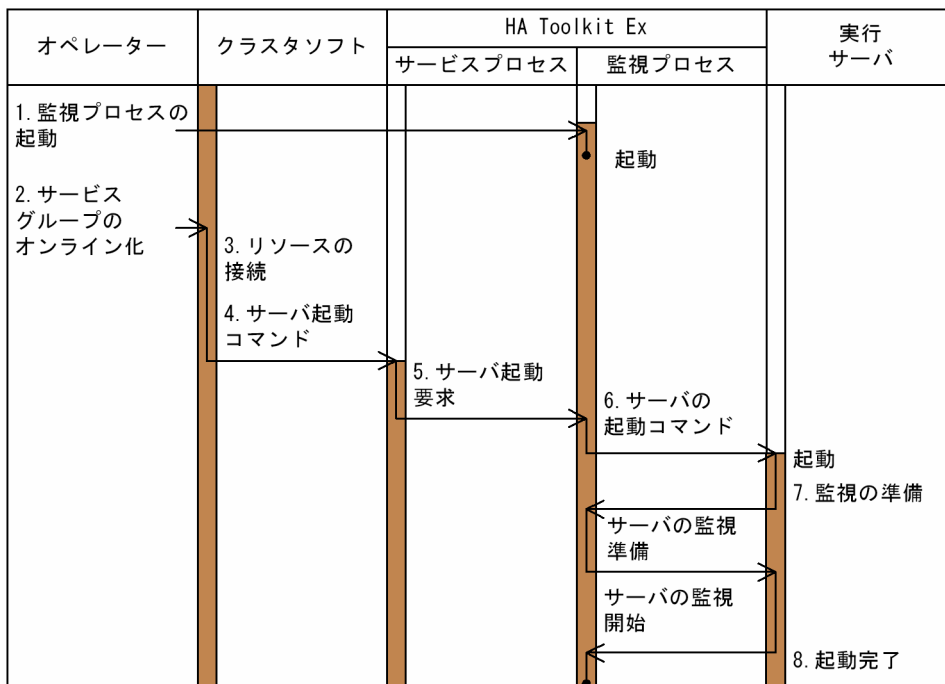 オペレーター
クラスタソフト
HA Toolkit Ex
サービスプロセス
監視プロセス
実行
サーバ
1.監視プロセスの
起動
起動
2.サービス
グループの
オンライン化
3.リソースの
接続
4.サーバ起動
コマンド
5.サーバ起動
要求
6.サーバの
起動コマンド
起動
7.監視の準備
サーバの監視
準備
サーバの監視
開始
8.起動完了